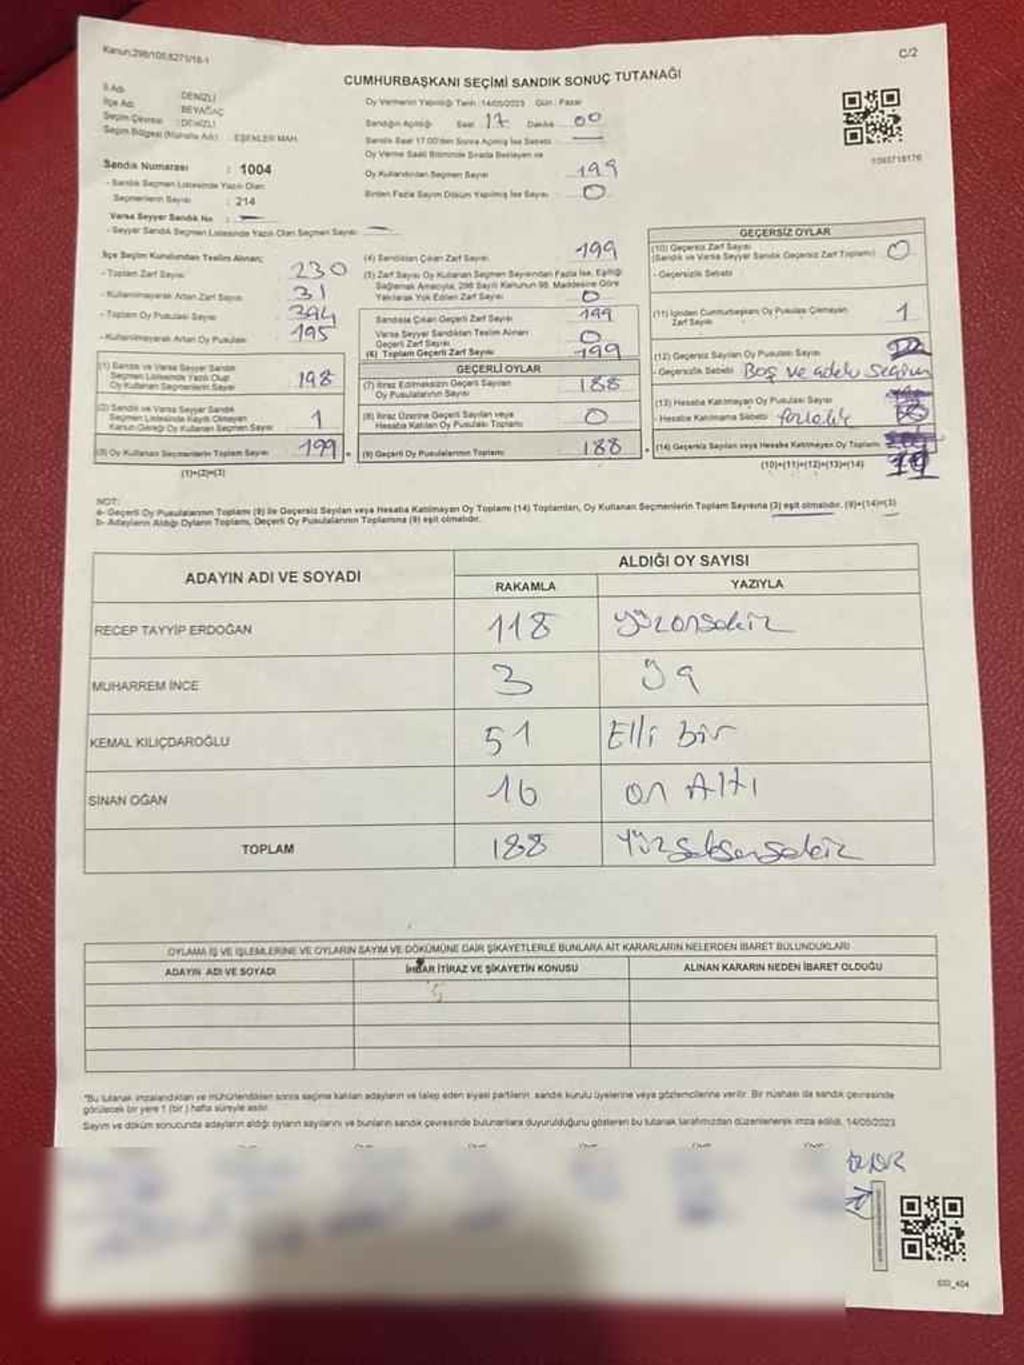 Kanun:298/105,6271/16-1
C/2
CUMHURBAŞKANI SEÇİMİ SANDIK SONUÇ TUTANAĞI
İl Adı : DENİZLİ
İlçe Adı : BEYAĞAÇ
Seçim Çevresi : DENİZLİ
Seçim Bölgesi (Muhalle Adı) : EŞENLER MAH.
Sandık Numarası : 1004
- Sandık Seçmen Listesinde Yazılı Olan
Seçmenlerin Sayısı : 214
Varsa Seyyar Sandık No :
- Seyyar Sandık Seçmen Listesinde Yazılı Olan Seçmen Sayısı :
Oy Vermenin Yapıldığı Tarih :14/05/2023 Gün : Pazar
Sandığın Açıldığı Saat 17 Dakika 00
Sandık Saat 17:00'den Sonra Açılmış İse Sebebi :
Oy Verme Saati Bitiminde Sırada Bekleyen ve
Oy Kullandırılan Seçmen Sayısı 199
Birden Fazla Sayım Döküm Yapılmış İse Sayısı 0
İlçe Seçim Kurulundan Teslim Alınan;
- Toplam Zarf Sayısı 230
- Kullanılmayarak Artan Zarf Sayısı 31
- Toplam Oy Pusulası Sayısı 394
- Kullanılmayarak Artan Oy Pusulası 195
(1) Sandık ve Varsa Seyyar Sandık
Seçmen Listesinde Yazılı Olup
Oy Kullanan Seçmenlerin Sayısı 198
(2) Sandık ve Varsa Seyyar Sandık
Seçmen Listesinde Kayıtlı Olmayan
Kanun Gereği Oy Kullanan Seçmen Sayısı 1
(3) Oy Kullanan Seçmenlerin Toplam Sayısı 199
(1)+(2)=(3)
(4) Sandıktan Çıkan Zarf Sayısı 199
(5) Zarf Sayısı Oy Kullanan Seçmen Sayısından Fazla İse, Eşitliği
Sağlamak Amacıyla, 298 Sayılı Kanunun 98. Maddesine Göre
Yakılarak Yok Edilen Zarf Sayısı 0
Sandıkta Çıkan Geçerli Zarf Sayısı 199
Varsa Seyyar Sandıktan Teslim Alınan
Geçerli Zarf Sayısı 0
(6) Toplam Geçerli Zarf Sayısı 199
GEÇERLİ OYLAR
(7) İtiraz Edilmeksizin Geçerli Sayılan
Oy Pusulalarının Sayısı 188
(8) İtiraz Üzerine Geçerli Sayılan veya
Hesaba Katılan Oy Pusulası Toplamı 0
(9) Geçerli Oy Pusulalarının Toplamı 188
GEÇERSİZ OYLAR
(10) Geçersiz Zarf Sayısı
(Sandık ve Varsa Seyyar Sandık Geçersiz Zarf Toplamı) 0
- Geçersizlik Sebebi
(11) İçinden Cumhurbaşkanı Oy Pusulası Çıkmayan
Zarf Sayısı 1
(12) Geçersiz Sayılan Oy Pusulası Sayısı
- Geçersizlik Sebebi Boş ve
(13) Hesaba Katılmayan Oy Pusulası Sayısı
- Hesaba Katılmama Sebebi fazlalık
(14) Geçersiz Sayılan veya Hesaba Katılmayan Oy Toplamı
(10)+(11)+(12)+(13)=(14)
NOT:
a- Geçerli Oy Pusulalarının Toplamı (9) ile Geçersiz Sayılan veya Hesaba Katılmayan Oy Toplamı (14) Toplamları, Oy Kullanan Seçmenlerin Toplam Sayısına (3) eşit olmalıdır. (9)+(14)=(3)
b- Adayların Aldığı Oyların Toplamı, Geçerli Oy Pusulalarının Toplamına (9) eşit olmalıdır.
ADAYIN ADI VE SOYADI
ALDIĞI OY SAYISI
RAKAMLA YAZIYLA
RECEP TAYYİP ERDOĞAN 118 yüzonsekiz
MUHARREM İNCE 3 üç
KEMAL KILIÇDAROĞLU 51 Elli bir
SİNAN OĞAN 16 on Altı
TOPLAM 188 Yüzseksensekiz
OYLAMA İŞ VE İŞLEMLERİNE VE OYLARIN SAYIM VE DÖKÜMÜNE DAİR ŞİKAYETLERLE BUNLARA AİT KARARLARIN NELERDEN İBARET BULUNDUKLARI
ADAYIN ADI VE SOYADI İHBAR İTİRAZ VE ŞİKAYETİN KONUSU ALINAN KARARIN NEDEN İBARET OLDUĞU
"Bu tutanak imzalandıktan ve mühürlendikten sonra seçime katılan adayların ve talep eden siyasi partilerin, sandık kurulu üyelerine veya gözlemcilerine verilir. Bir nüshası da sandık çevresinde
görülecek bir yere 1 (bir) hafta süreyle asılır.
Sayım ve döküm sonucunda adayların aldığı oyların sayılarını ve bunların sandık çevresinde bulunanlara duyurulduğunu gösteren bu tutanak tarafımızdan düzenlenerek imza edildi. 14/05/2023